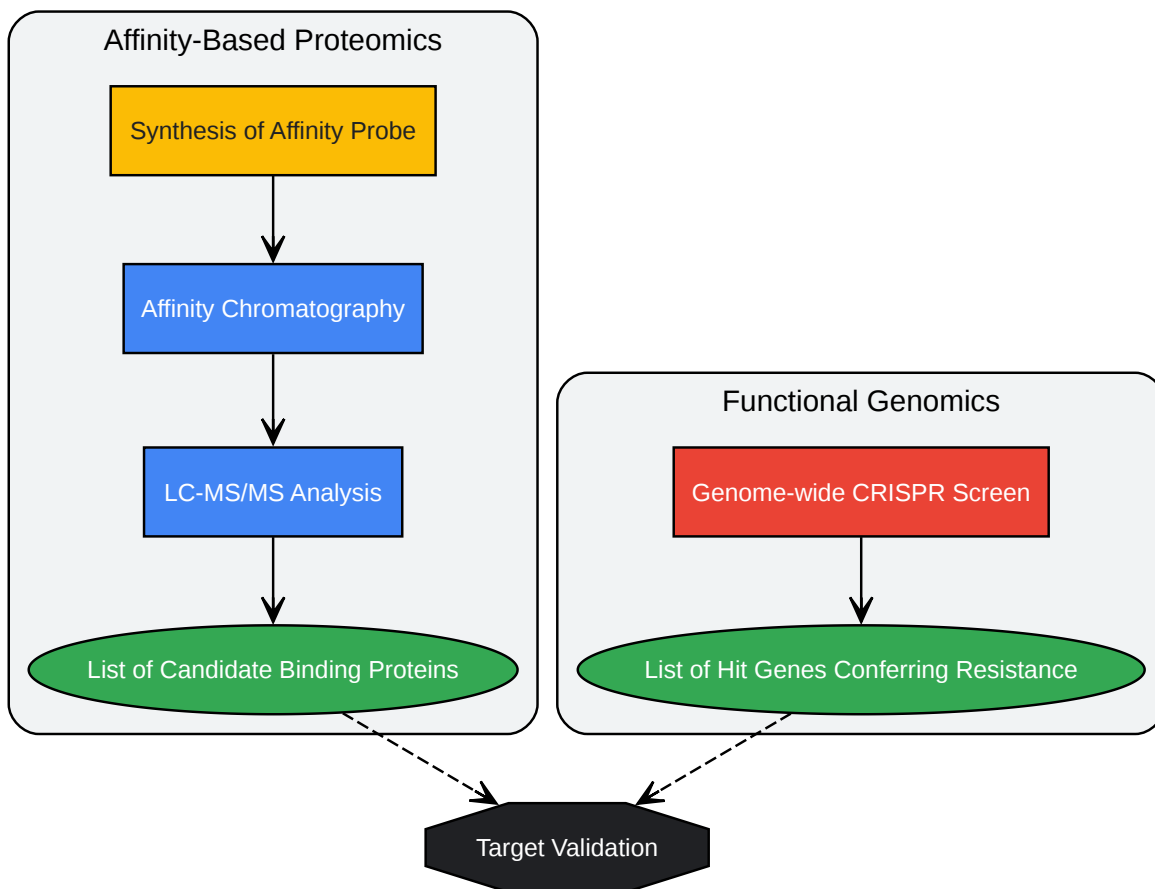 Affinity-Based Proteomics
Synthesis of Affinity Probe
Affinity Chromatography
LC-MS/MS Analysis
List of Candidate Binding Proteins
Functional Genomics
Genome-wide CRISPR Screen
List of Hit Genes Conferring Resistance
Target Validation